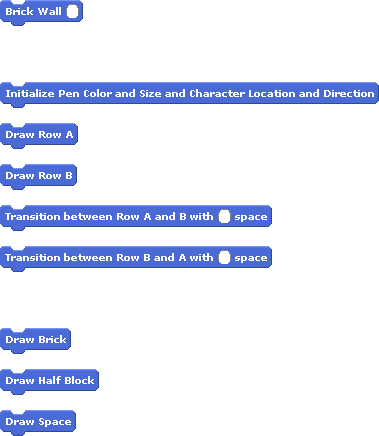 Brick Wall
Initialize Pen Color and Size and Character Location and Direction
Draw Row A
Draw Row B
Transition between Row A and B with space
Transition between Row B and A with space
Draw Brick
Draw Half Block
Draw Space